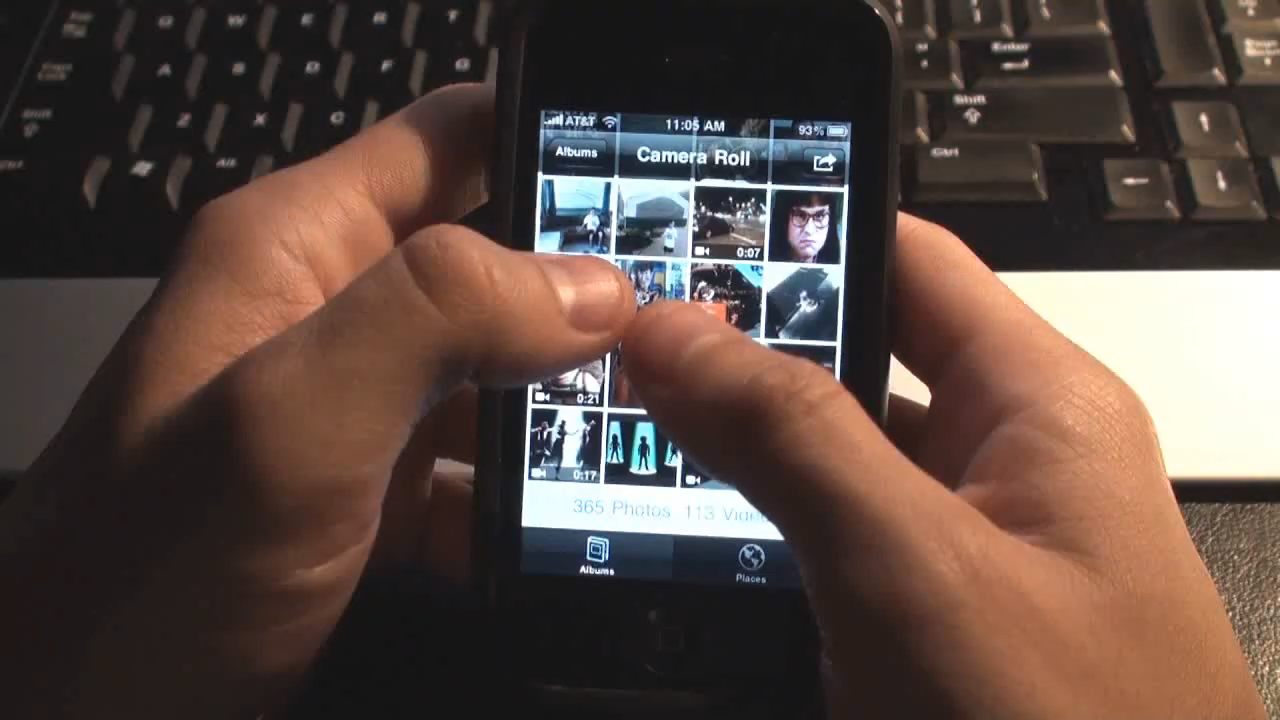 Q W E R T
A S D F G
Enter
Shift
Z X C
Shift
Alt
Ctrl
AT&T 11:05 AM 93%
Albums Camera Roll
0:07
0:21
0:17
365 Photos 113
Albums Places